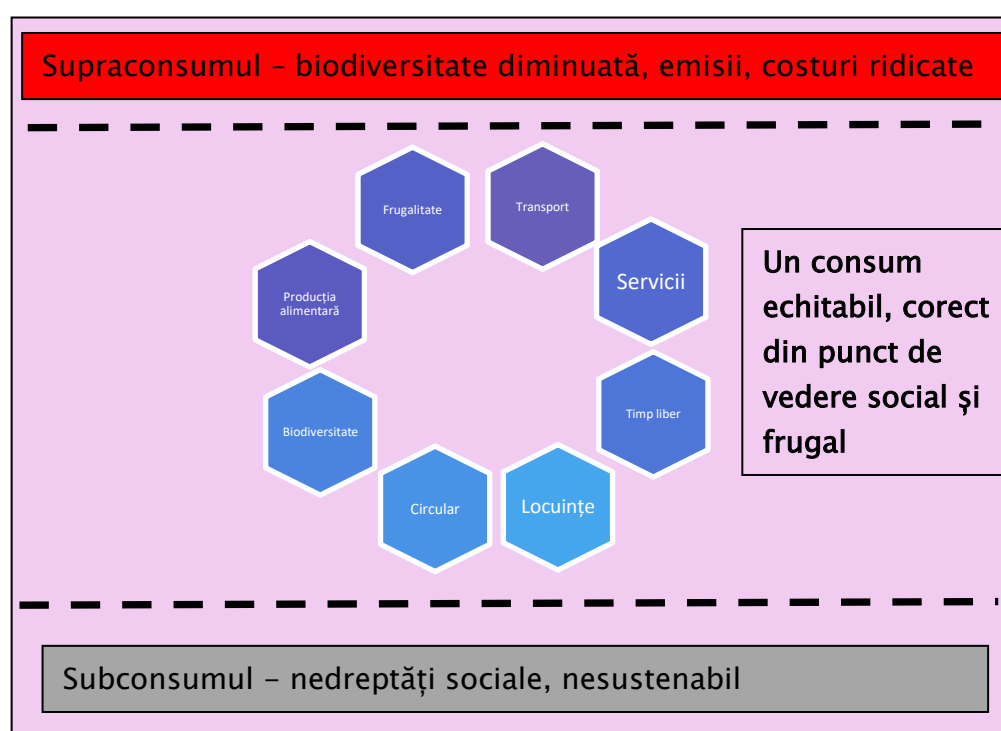 Supraconsumul – biodiversitate diminuată, emisii, costuri ridicate
Frugalitate
Transport
Servicii
Producția
alimentară
Timp liber
Biodiversitate
Circular
Locuințe
Un consum
echitabil, corect
din punct de
vedere social și
frugal
Subconsumul – nedreptăți sociale, nesustenabil